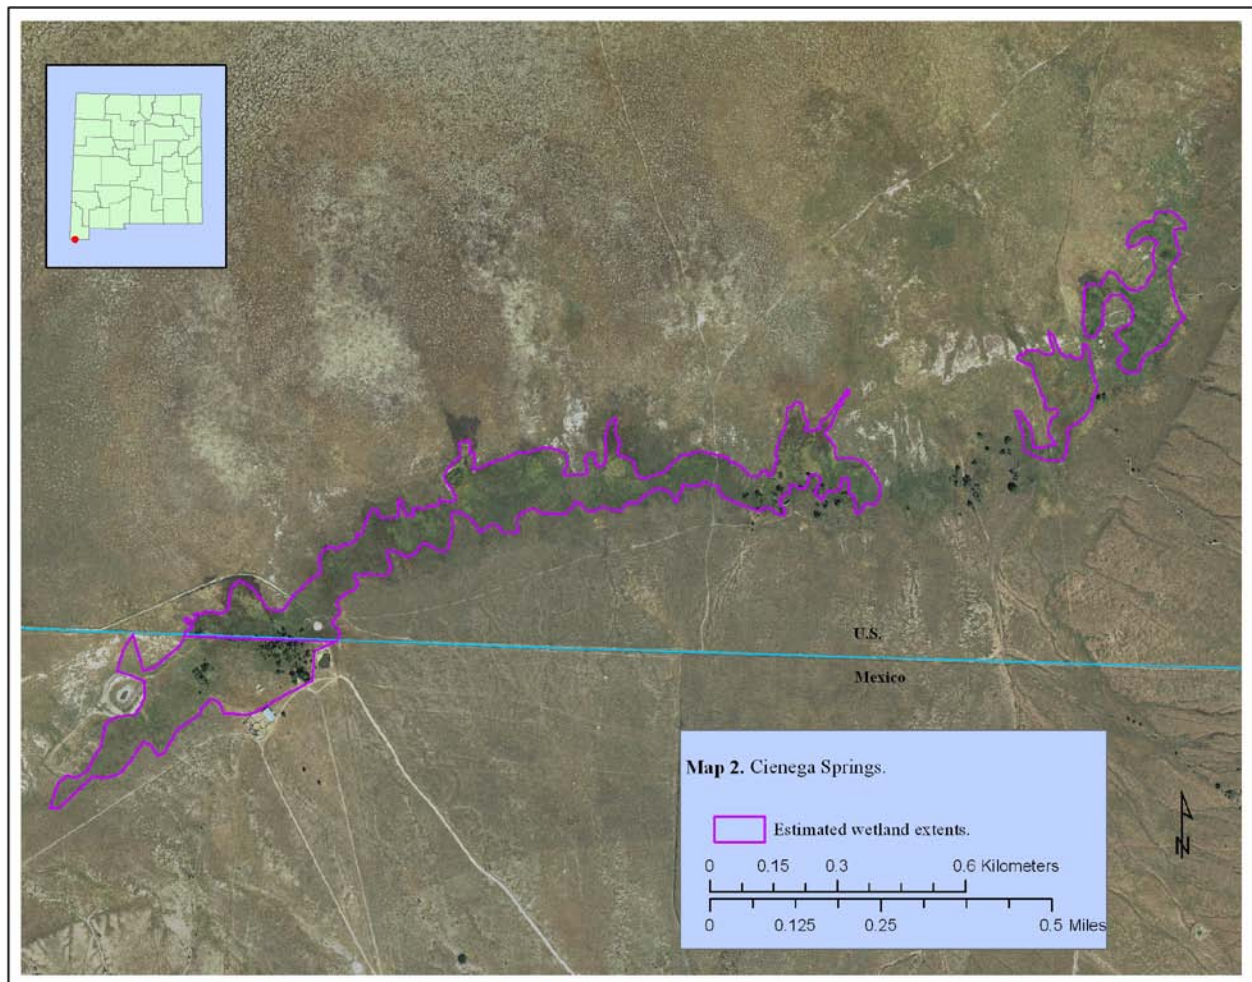 U.S.
Mexico
Map 2. Cienega Springs.
Estimated wetland extents.
0 0.15 0.3 0.6 Kilometers
0 0.125 0.25 0.5 Miles
N